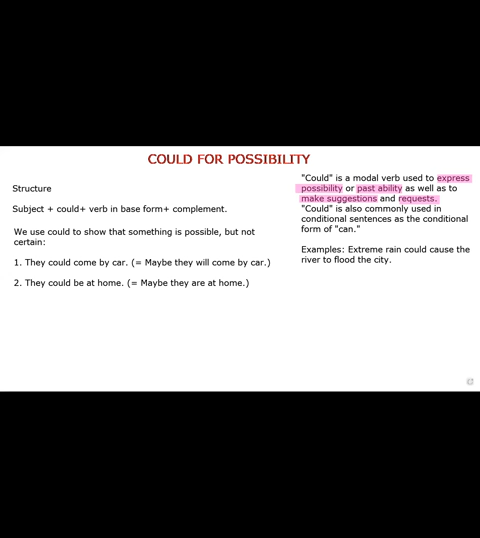 COULD FOR POSSIBILITY
Structure
Subject + could+ verb in base form+ complement.
We use could to show that something is possible, but not
certain:
1. They could come by car. (= Maybe they will come by car.)
2. They could be at home. (= Maybe they are at home.)
"Could" is a modal verb used to express
possibility or past ability as well as to
make suggestions and requests.
"Could" is also commonly used in
conditional sentences as the conditional
form of "can."
Examples: Extreme rain could cause the
river to flood the city.